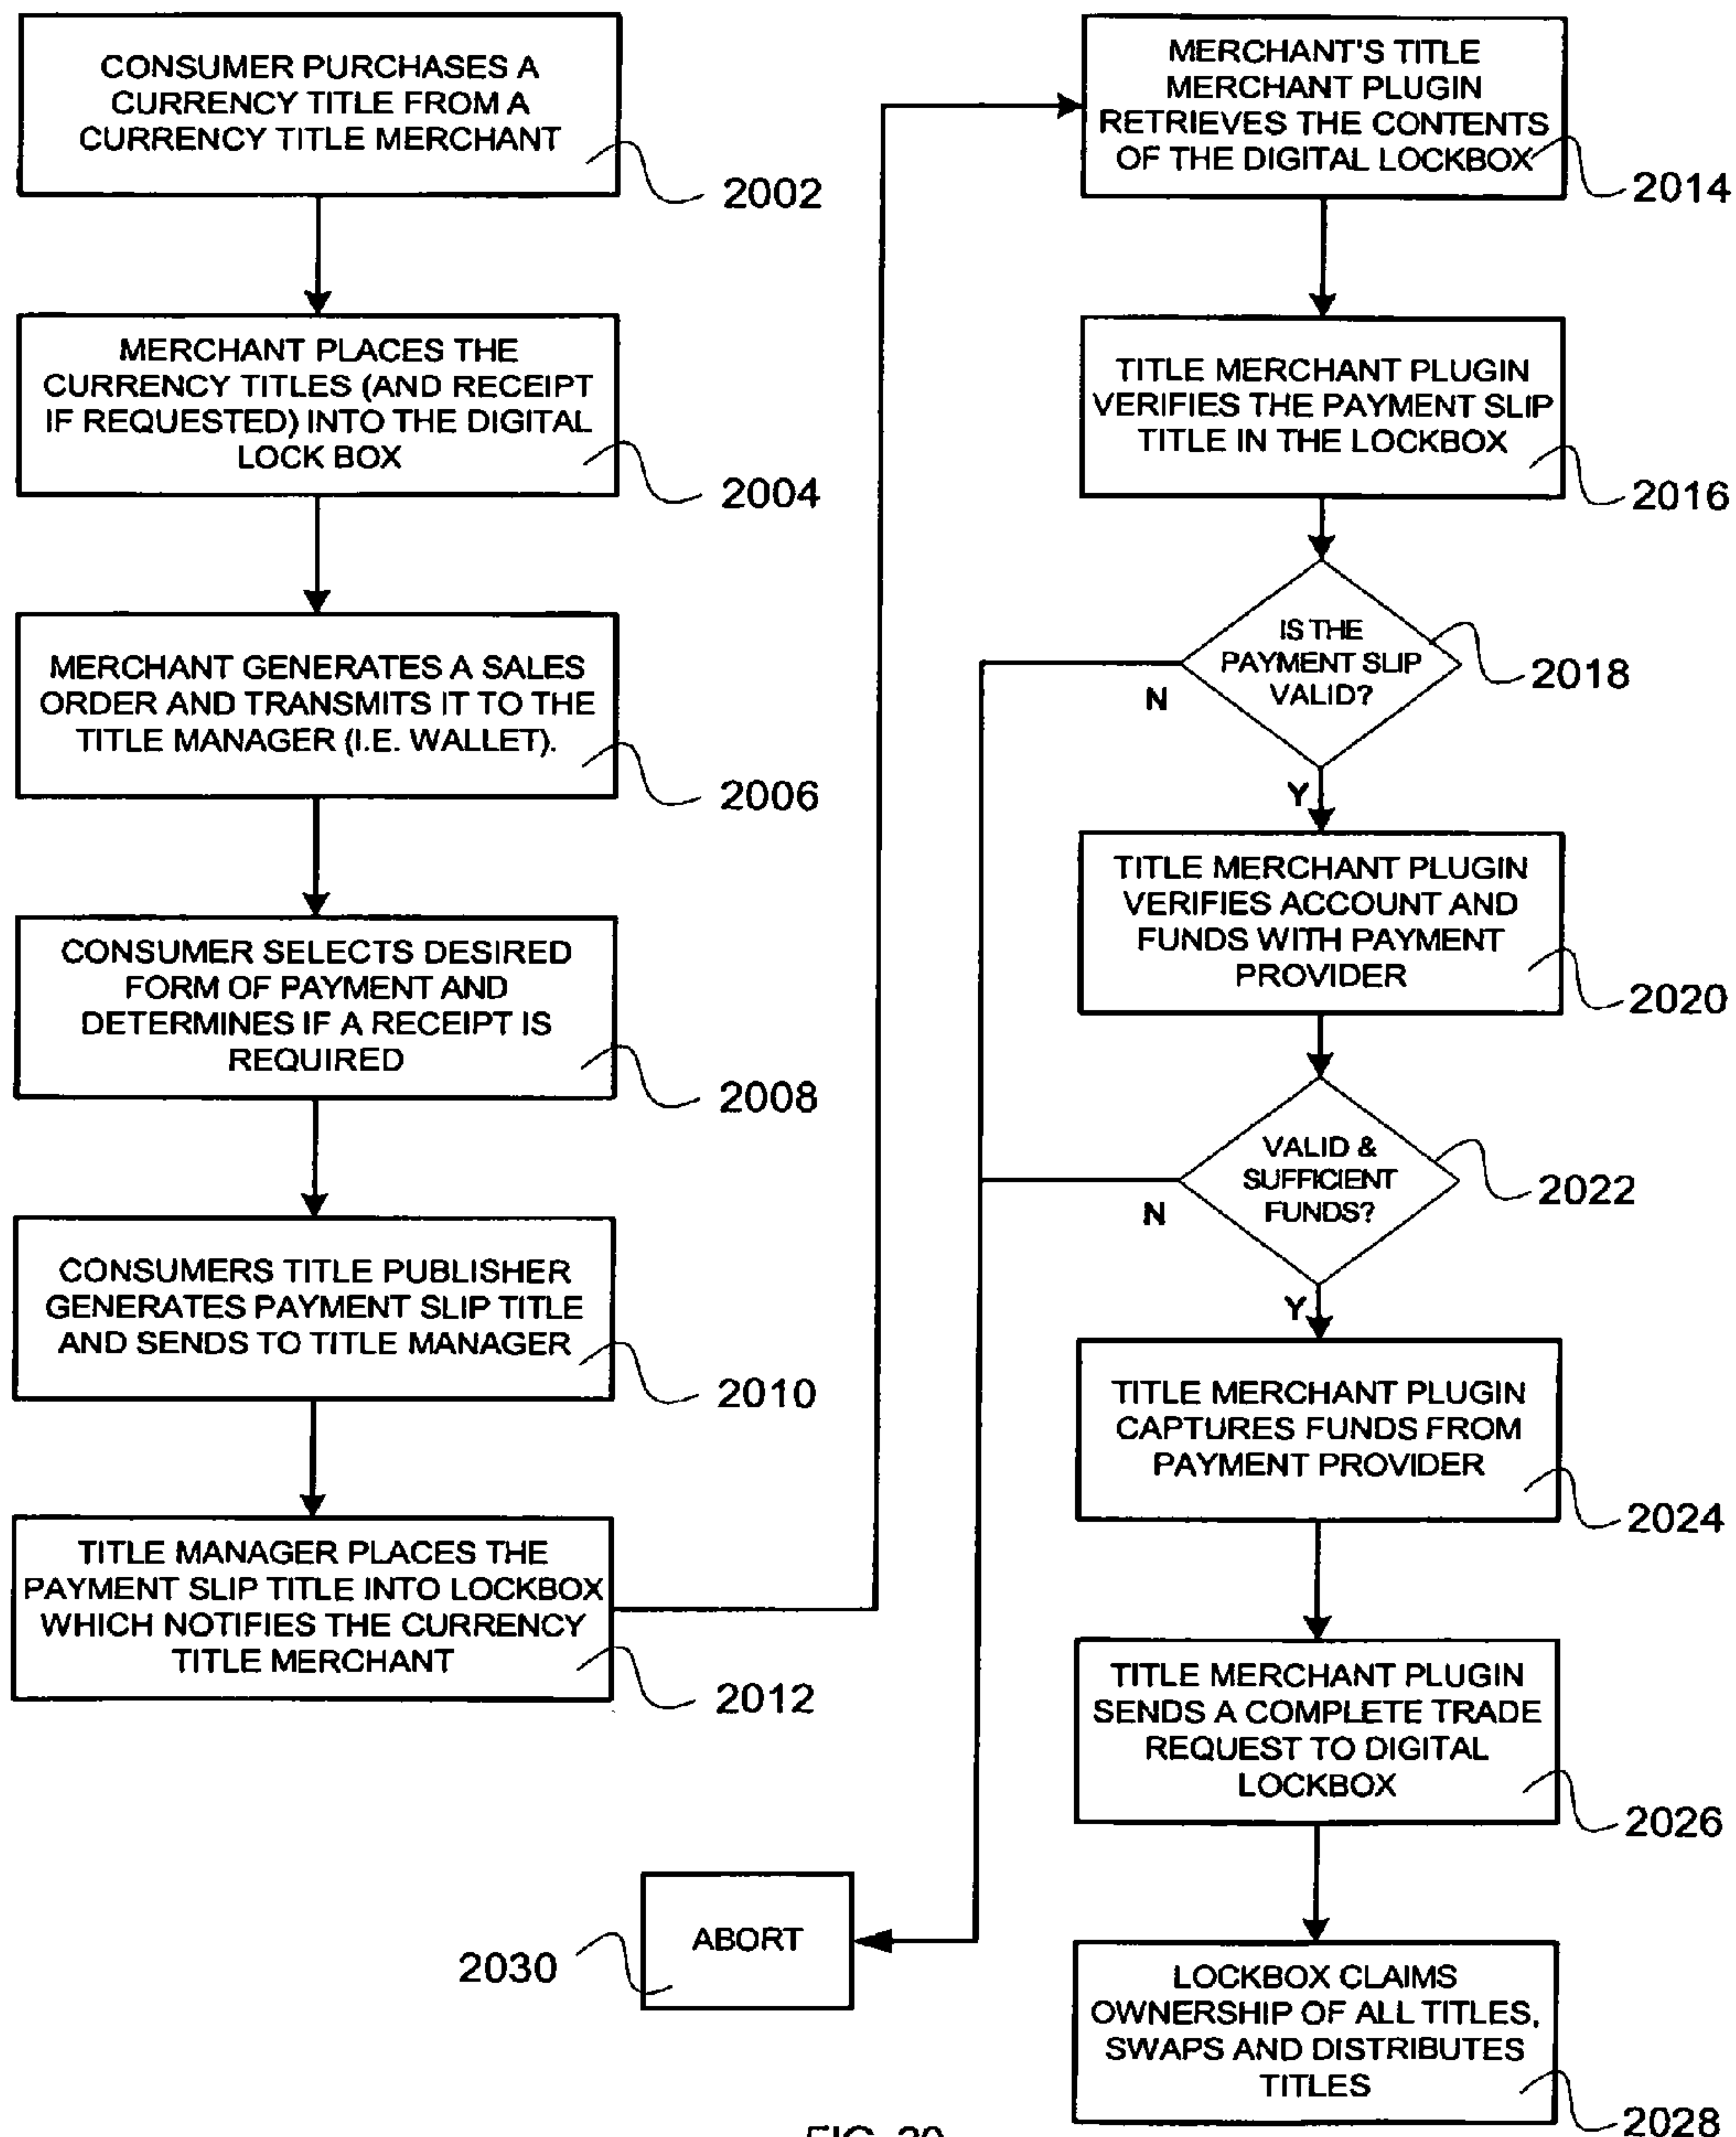 CONSUMER PURCHASES A
CURRENCY TITLE FROM A
CURRENCY TITLE MERCHANT
2002
MERCHANT PLACES THE
CURRENCY TITLES (AND RECEIPT
IF REQUESTED) INTO THE DIGITAL
LOCK BOX
2004
MERCHANT GENERATES A SALES
ORDER AND TRANSMITS IT TO THE
TITLE MANAGER (I.E. WALLET).
2006
CONSUMER SELECTS DESIRED
FORM OF PAYMENT AND
DETERMINES IF A RECEIPT IS
REQUIRED
2008
CONSUMERS TITLE PUBLISHER
GENERATES PAYMENT SLIP TITLE
AND SENDS TO TITLE MANAGER
2010
TITLE MANAGER PLACES THE
PAYMENT SLIP TITLE INTO LOCKBOX
WHICH NOTIFIES THE CURRENCY
TITLE MERCHANT
2012
MERCHANT'S TITLE
MERCHANT PLUGIN
RETRIEVES THE CONTENTS
OF THE DIGITAL LOCKBOX
2014
TITLE MERCHANT PLUGIN
VERIFIES THE PAYMENT SLIP
TITLE IN THE LOCKBOX
2016
IS THE
PAYMENT SLIP
VALID?
2018
N
Y
TITLE MERCHANT PLUGIN
VERIFIES ACCOUNT AND
FUNDS WITH PAYMENT
PROVIDER
2020
VALID &
SUFFICIENT
FUNDS?
2022
N
Y
TITLE MERCHANT PLUGIN
CAPTURES FUNDS FROM
PAYMENT PROVIDER
2024
TITLE MERCHANT PLUGIN
SENDS A COMPLETE TRADE
REQUEST TO DIGITAL
LOCKBOX
2026
LOCKBOX CLAIMS
OWNERSHIP OF ALL TITLES,
SWAPS AND DISTRIBUTES
TITLES
2028
ABORT
2030
FIG. 20